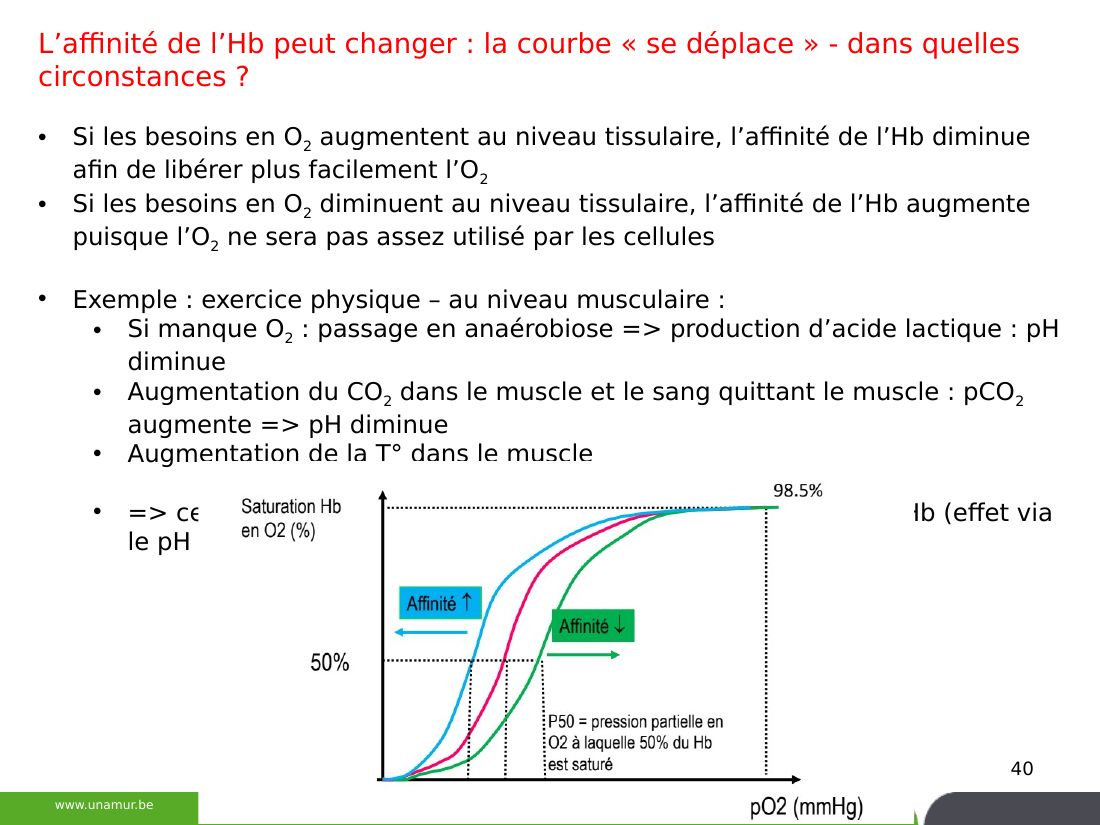 L’affinité de l’Hb peut changer : la courbe « se déplace » - dans quelles
circonstances ?
• Si les besoins en O2 augmentent au niveau tissulaire, l’affinité de l’Hb diminue
afin de libérer plus facilement l’O2
• Si les besoins en O2 diminuent au niveau tissulaire, l’affinité de l’Hb augmente
puisque l’O2 ne sera pas assez utilisé par les cellules
• Exemple : exercice physique – au niveau musculaire :
• Si manque O2 : passage en anaérobiose => production d’acide lactique : pH
diminue
• Augmentation du CO2 dans le muscle et le sang quittant le muscle : pCO2
augmente => pH diminue
• Augmentation de la T° dans le muscle
• => (effet via
le pH
98.5%
Saturation Hb
en O2 (%)
Affinité ↑
Affinité ↓
50%
P50 = pression partielle en
O2 à laquelle 50% du Hb
est saturé
pO2 (mmHg)
40
www.unamur.be